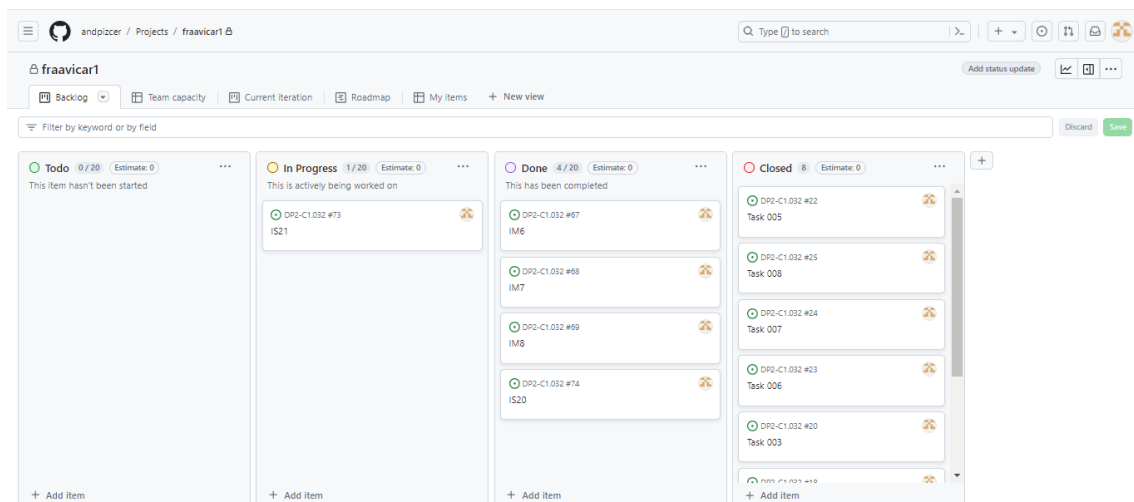 andpizcer / Projects / fraavicar1
Type / to search
fraavicar1
Add status update
Backlog
Team capacity
Current iteration
Roadmap
My items
+ New view
Filter by keyword or by field
Discard
Save
Todo 0 / 20 Estimate: 0
This item hasn't been started
+ Add item
In Progress 1 / 20 Estimate: 0
This is actively being worked on
DP2-C1.032 #73
IS21
+ Add item
Done 4 / 20 Estimate: 0
This has been completed
DP2-C1.032 #67
IM6
DP2-C1.032 #68
IM7
DP2-C1.032 #69
IM8
DP2-C1.032 #74
IS20
+ Add item
Closed 8 Estimate: 0
DP2-C1.032 #22
Task 005
DP2-C1.032 #25
Task 008
DP2-C1.032 #24
Task 007
DP2-C1.032 #23
Task 006
DP2-C1.032 #20
Task 003
DP2-C1.032 #18
+ Add item